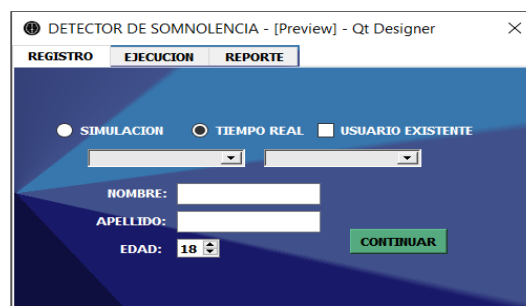 DETECTOR DE SOMNOLENCIA - [Preview] - Qt Designer
REGISTRO EJECUCION REPORTE
SIMULACION TIEMPO REAL USUARIO EXISTENTE
NOMBRE:
APELLIDO:
EDAD: 18
CONTINUAR